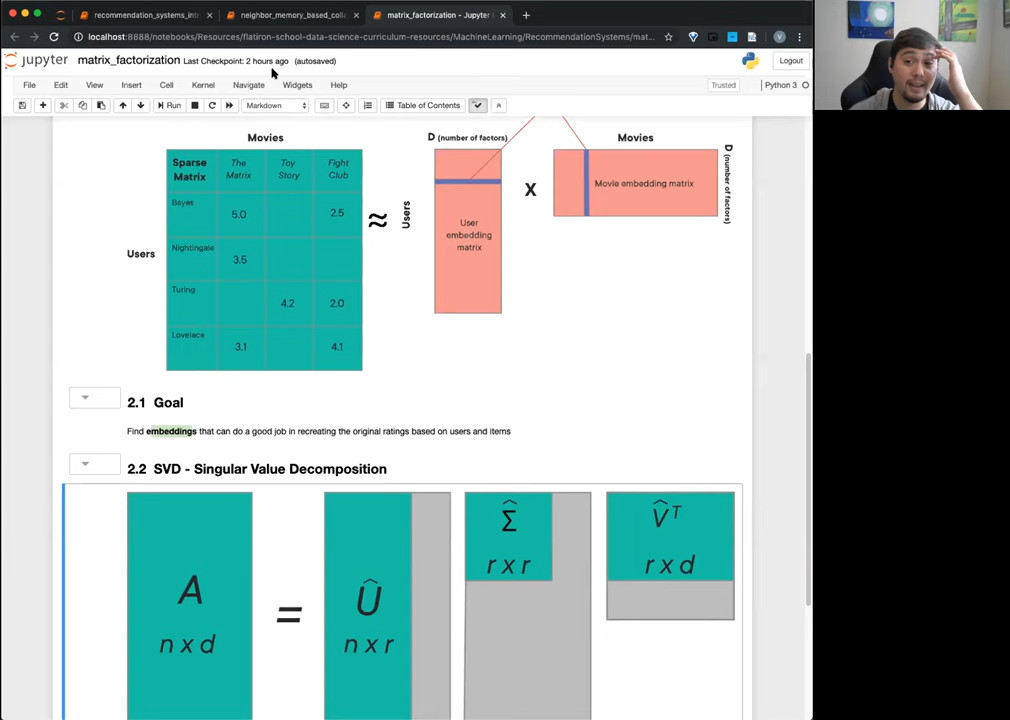 recommendation_systems_intro
neighbor_memory_based_colla
matrix_factorization - Jupyter
localhost:8888/notebooks/Resources/flatiron-school-data-science-curriculum-resources/MachineLearning/RecommendationSystems/mat...
V
jupyter matrix_factorization Last Checkpoint: 2 hours ago (autosaved)
Logout
File Edit View Insert Cell Kernel Navigate Widgets Help
Trusted Python 3
Run Markdown Table of Contents
Movies
D (number of factors)
Movies
Sparse Matrix
The Matrix
Toy Story
Fight Club
Bayes 5.0 2.5
Nightingale 3.5
Turing 4.2 2.0
Lovelace 3.1 4.1
Users
≈
Users
User embedding matrix
X
Movie embedding matrix
D (number of factors)
2.1 Goal
Find embeddings that can do a good job in recreating the original ratings based on users and items
2.2 SVD - Singular Value Decomposition
A
n x d
=
Û
n x r
Σ̂
r x r
V̂ᵀ
r x d